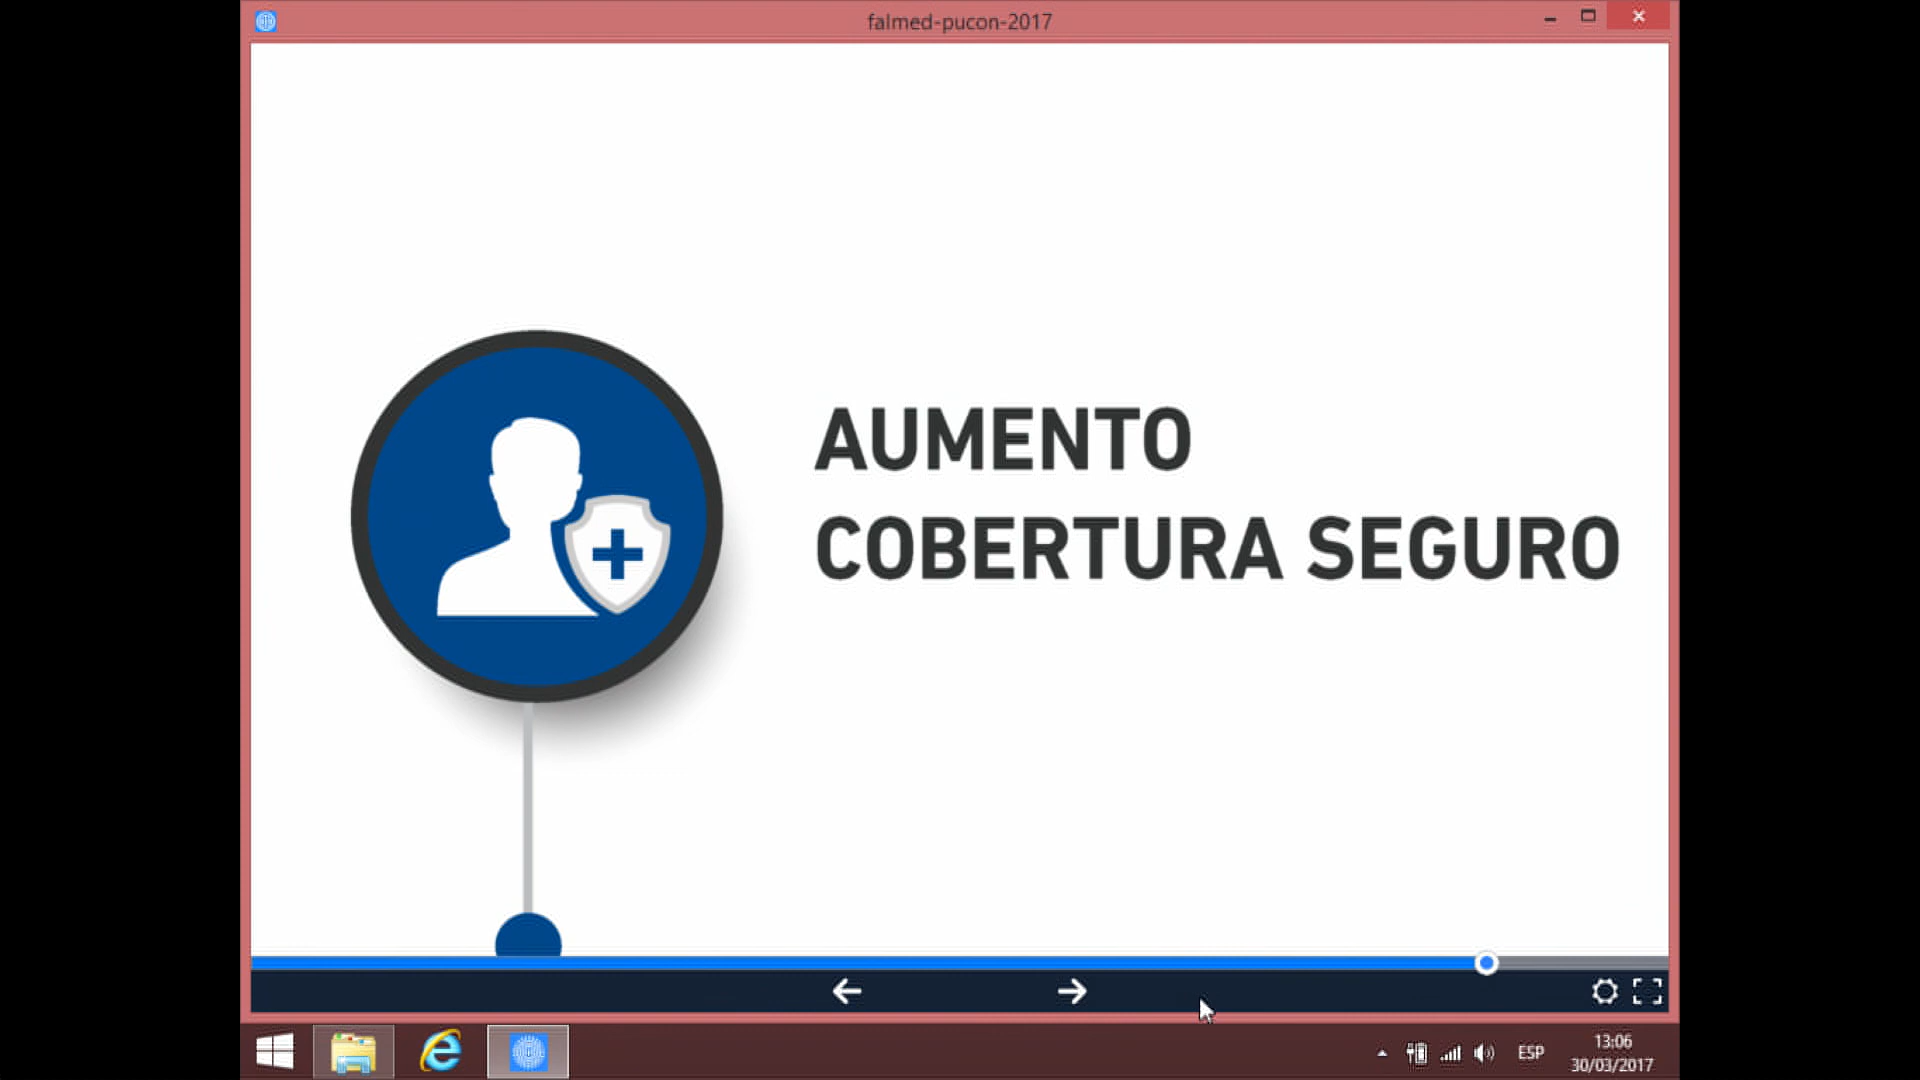 falmed-pucon-2017
AUMENTO
COBERTURA SEGURO
ESP
13:06
30/03/2017